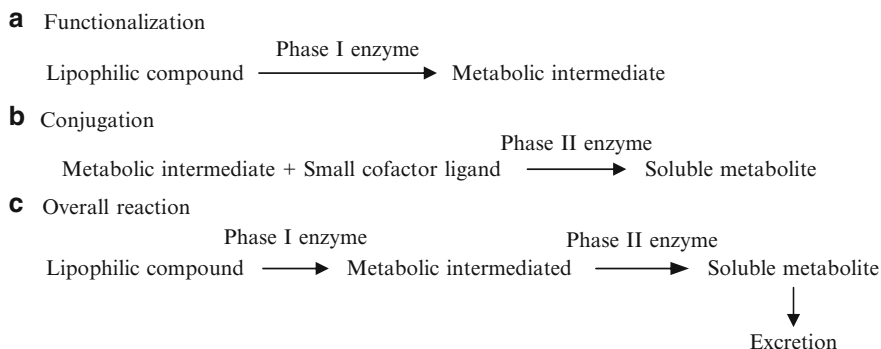 a Functionalization
Phase I enzyme
Lipophilic compound Metabolic intermediate
b Conjugation
Phase II enzyme
Metabolic intermediate + Small cofactor ligand Soluble metabolite
c Overall reaction
Phase I enzyme Phase II enzyme
Lipophilic compound Metabolic intermediated Soluble metabolite
Excretion